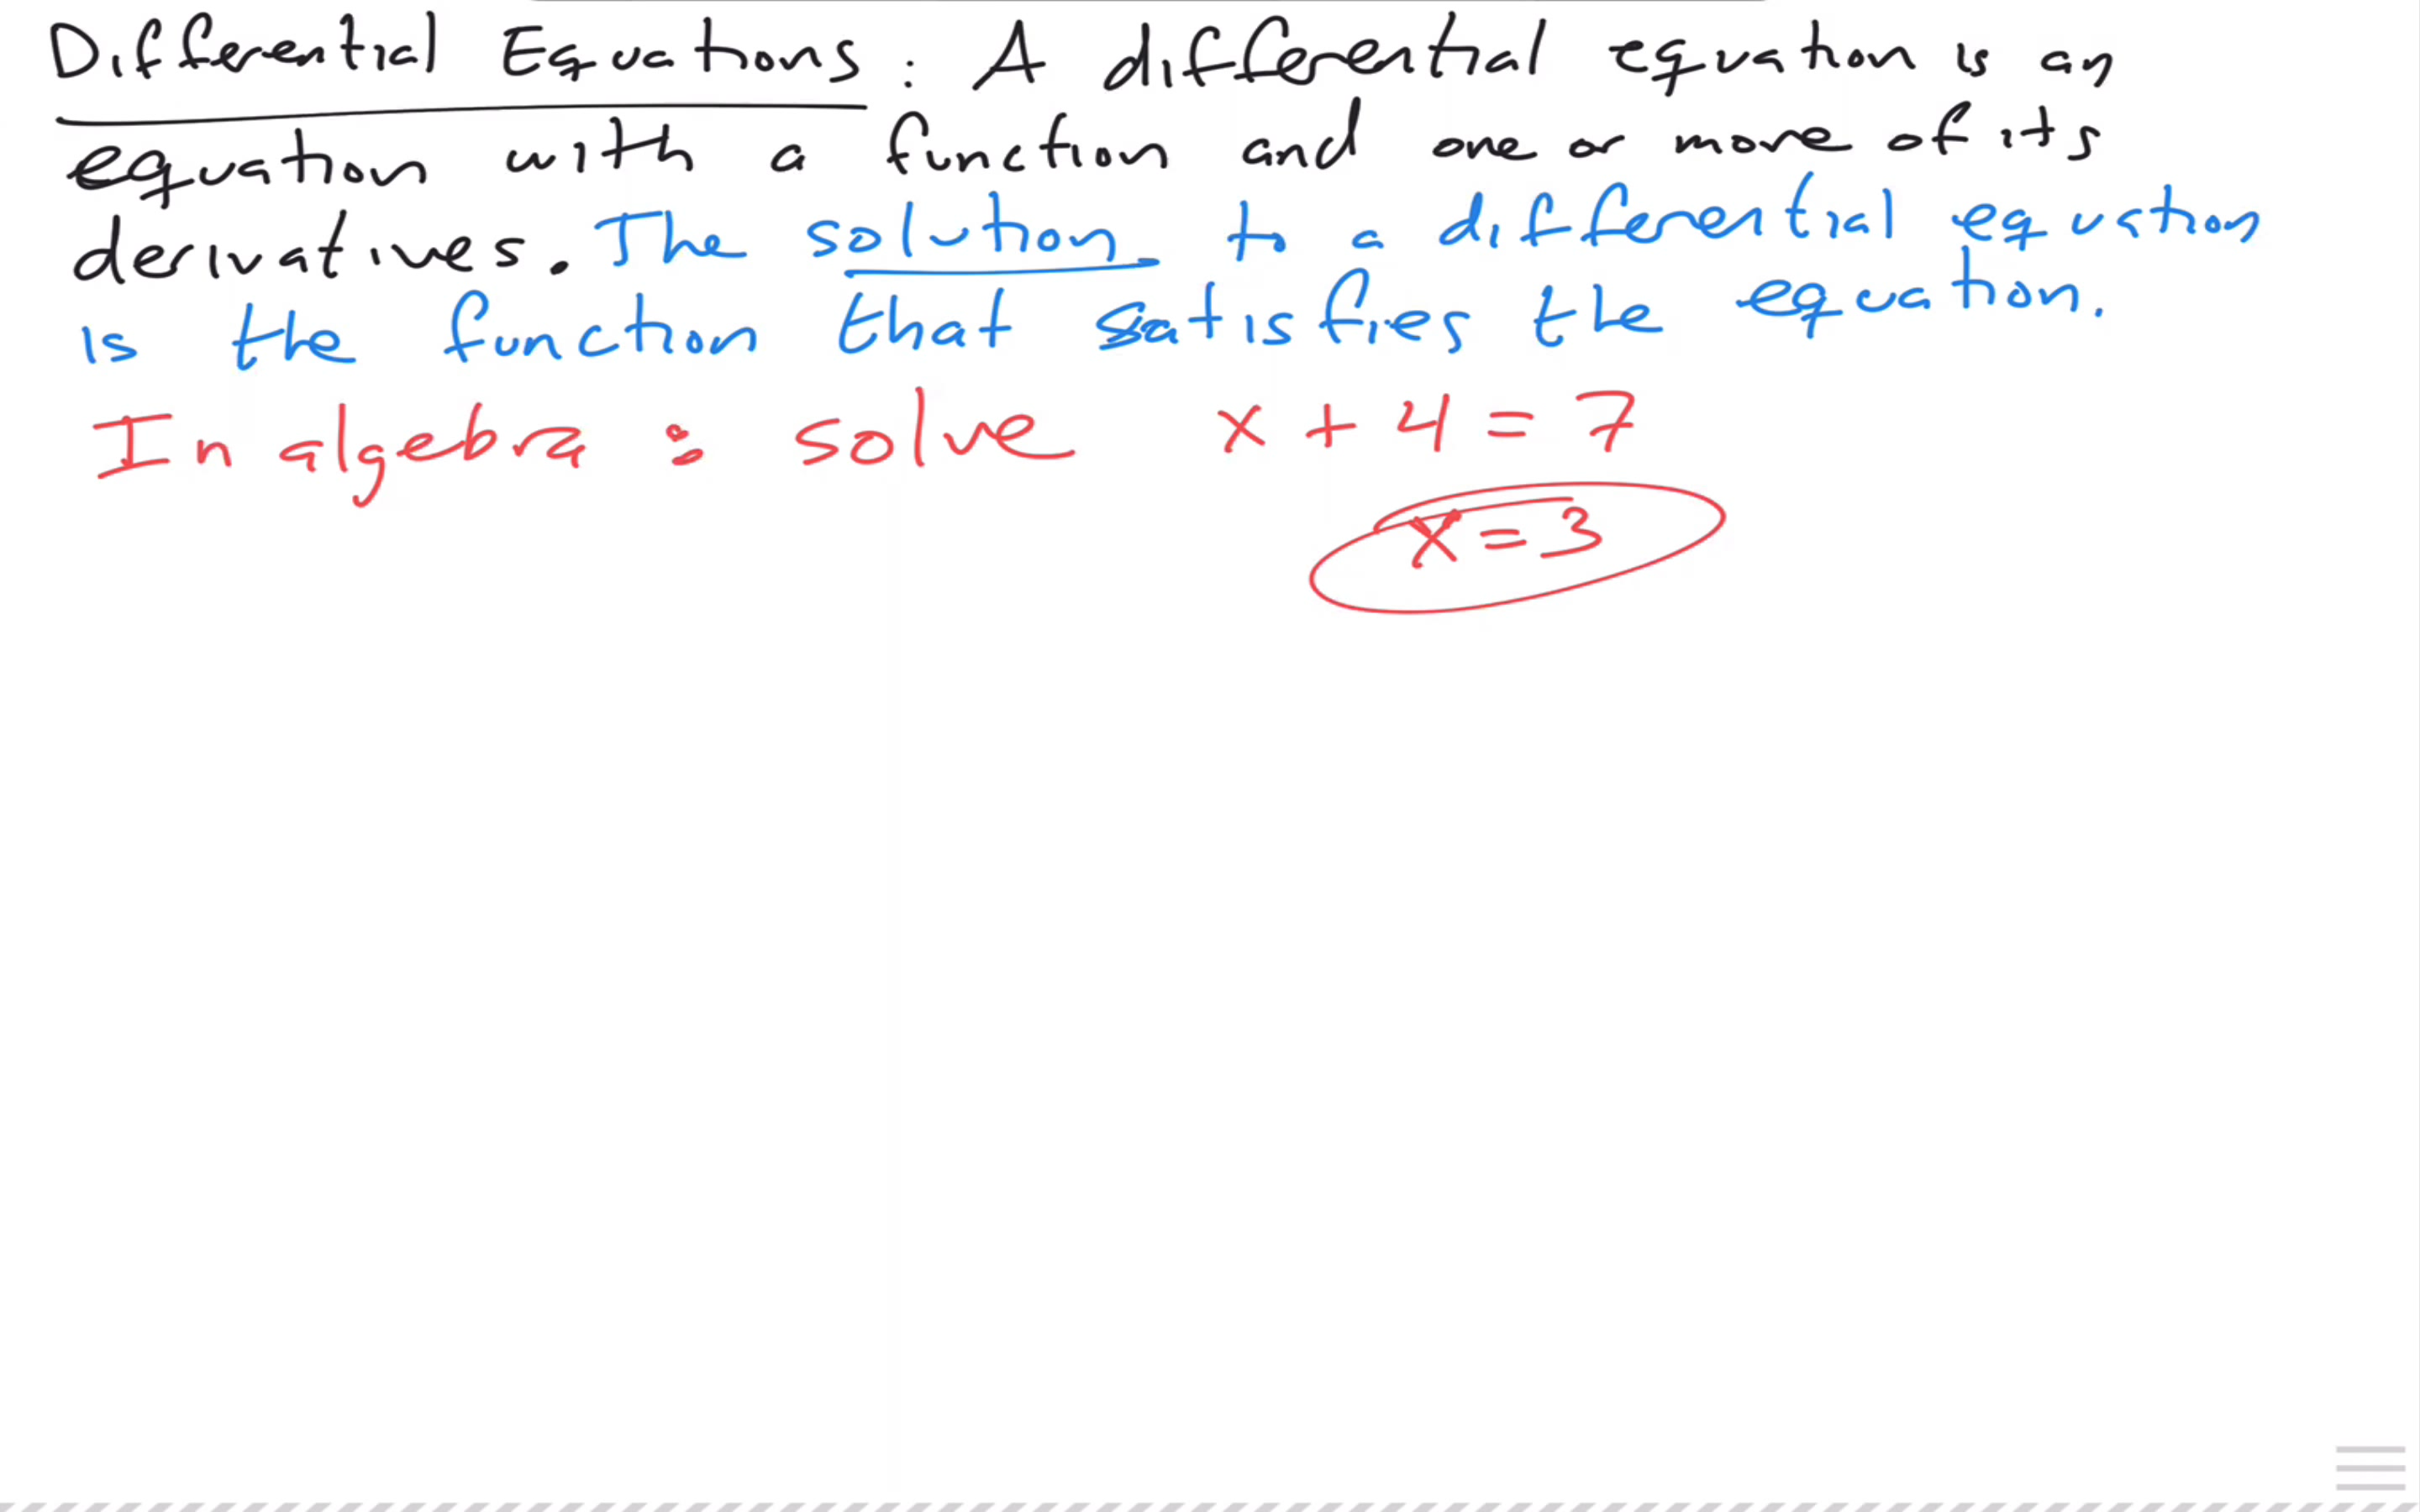 Differential Equations: A differential equation is an
equation with a function and one or more of its
derivatives. The solution to a differential equation
is the function that satisfies the equation.
In algebra: solve x + 4 = 7
x = 3